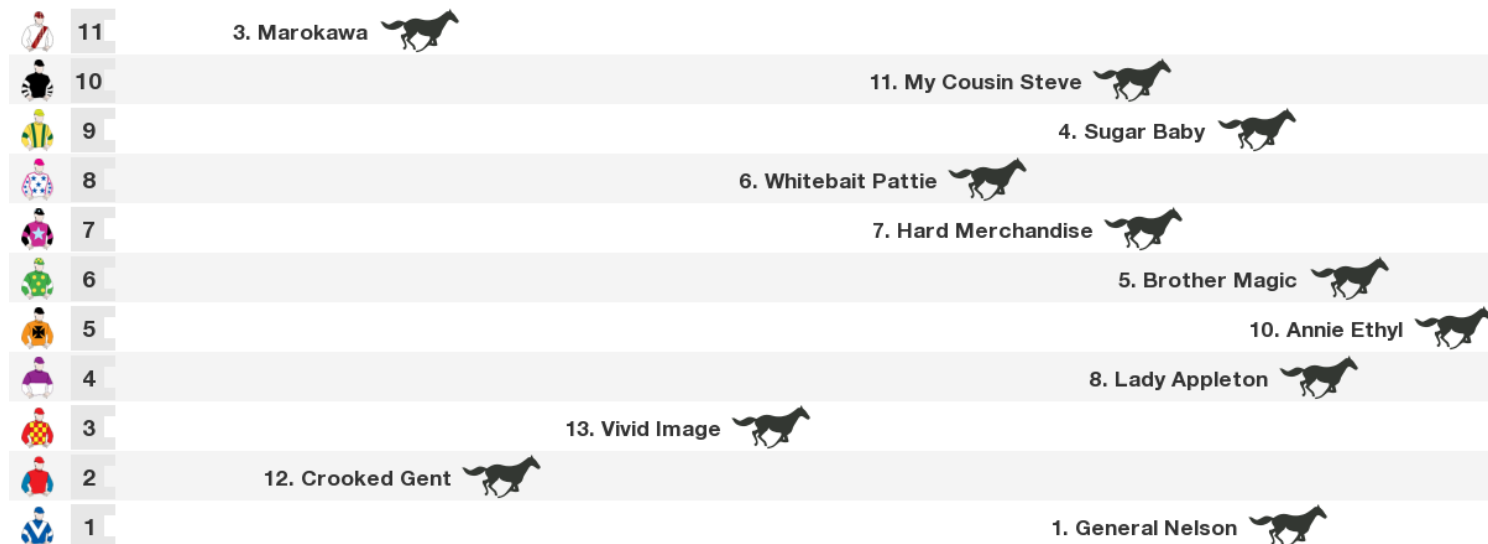 11 3. Marokawa
10 11. My Cousin Steve
9 4. Sugar Baby
8 6. Whitebait Pattie
7 7. Hard Merchandise
6 5. Brother Magic
5 10. Annie Ethyl
4 8. Lady Appleton
3 13. Vivid Image
2 12. Crooked Gent
1 1. General Nelson